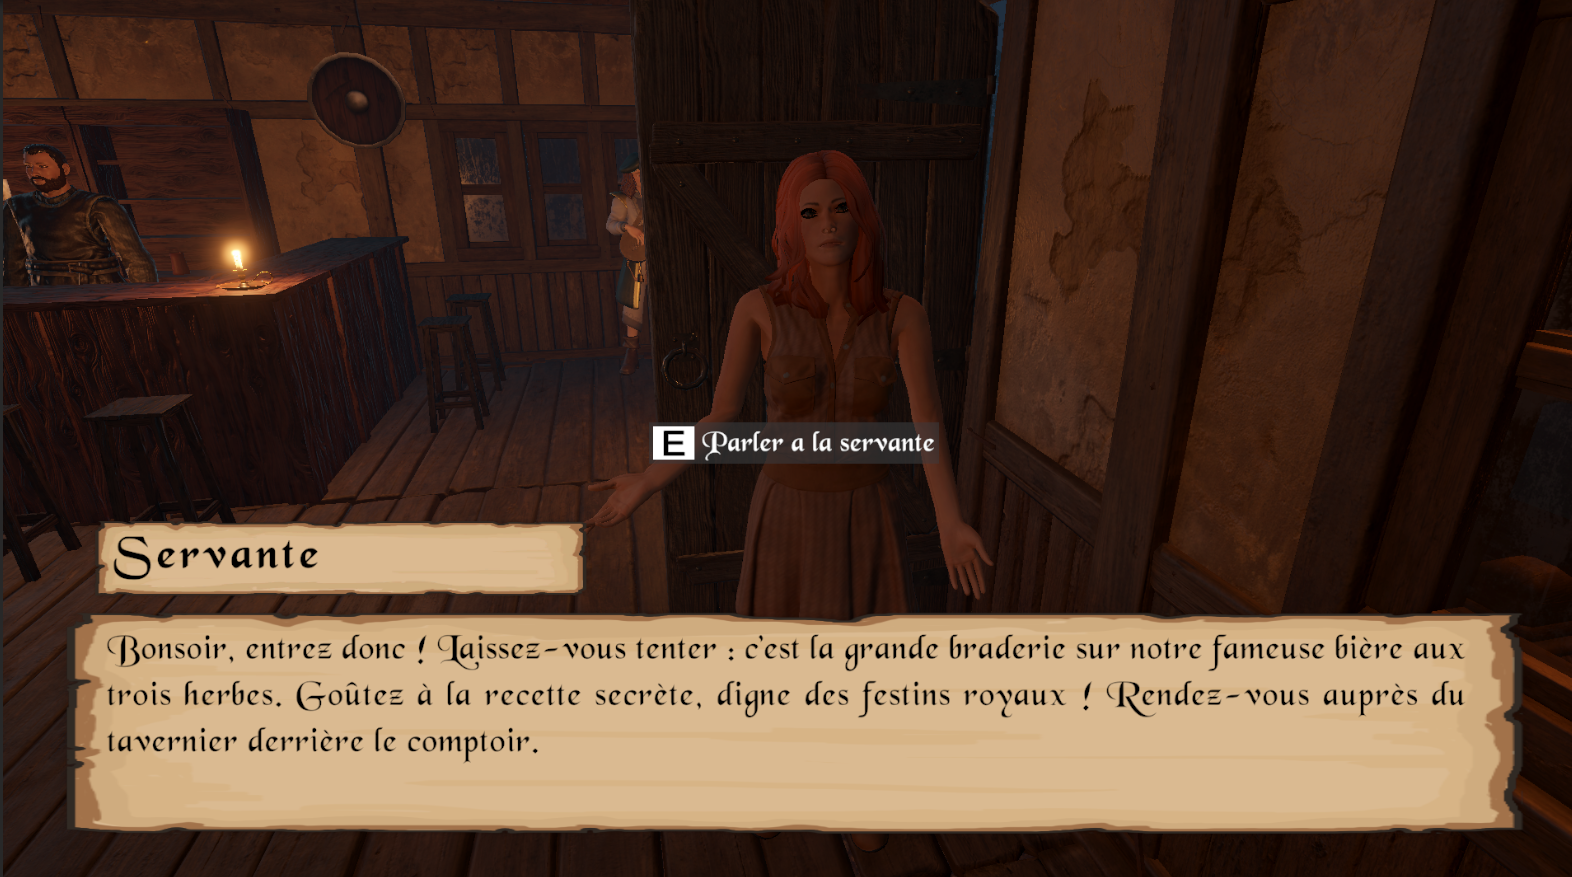 E Parler a la servante
Servante
Bonsoir, entrez donc ! Laissez-vous tenter : c'est la grande braderie sur notre fameuse bière aux
trois herbes. Goûtez à la recette secrète, digne des festins royaux ! Rendez-vous auprès du
tavernier derrière le comptoir.